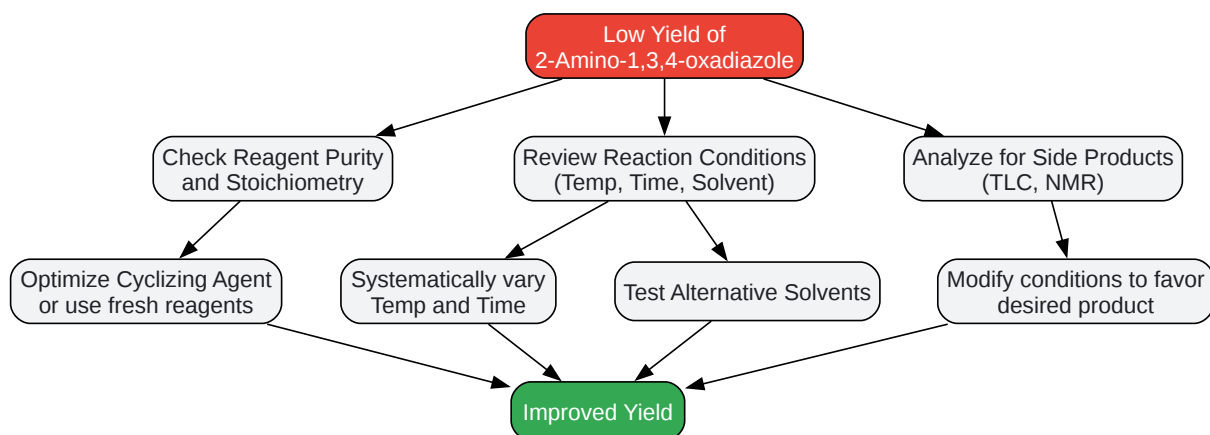 Low Yield of
2-Amino-1,3,4-oxadiazole
Check Reagent Purity
and Stoichiometry
Review Reaction Conditions
(Temp, Time, Solvent)
Analyze for Side Products
(TLC, NMR)
Optimize Cyclizing Agent
or use fresh reagents
Systematically vary
Temp and Time
Test Alternative Solvents
Modify conditions to favor
desired product
Improved Yield